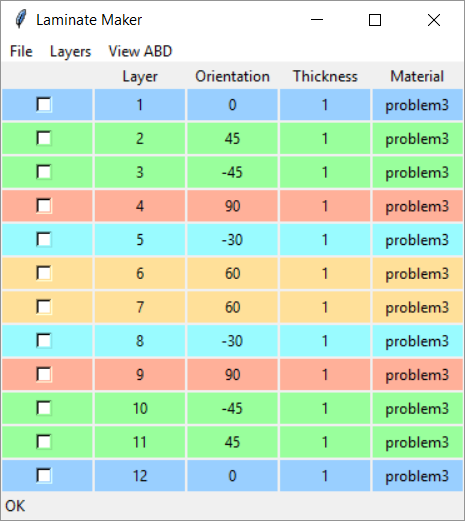 Laminate Maker
File Layers View ABD
Layer Orientation Thickness Material
1 0 1 problem3
2 45 1 problem3
3 -45 1 problem3
4 90 1 problem3
5 -30 1 problem3
6 60 1 problem3
7 60 1 problem3
8 -30 1 problem3
9 90 1 problem3
10 -45 1 problem3
11 45 1 problem3
12 0 1 problem3
OK